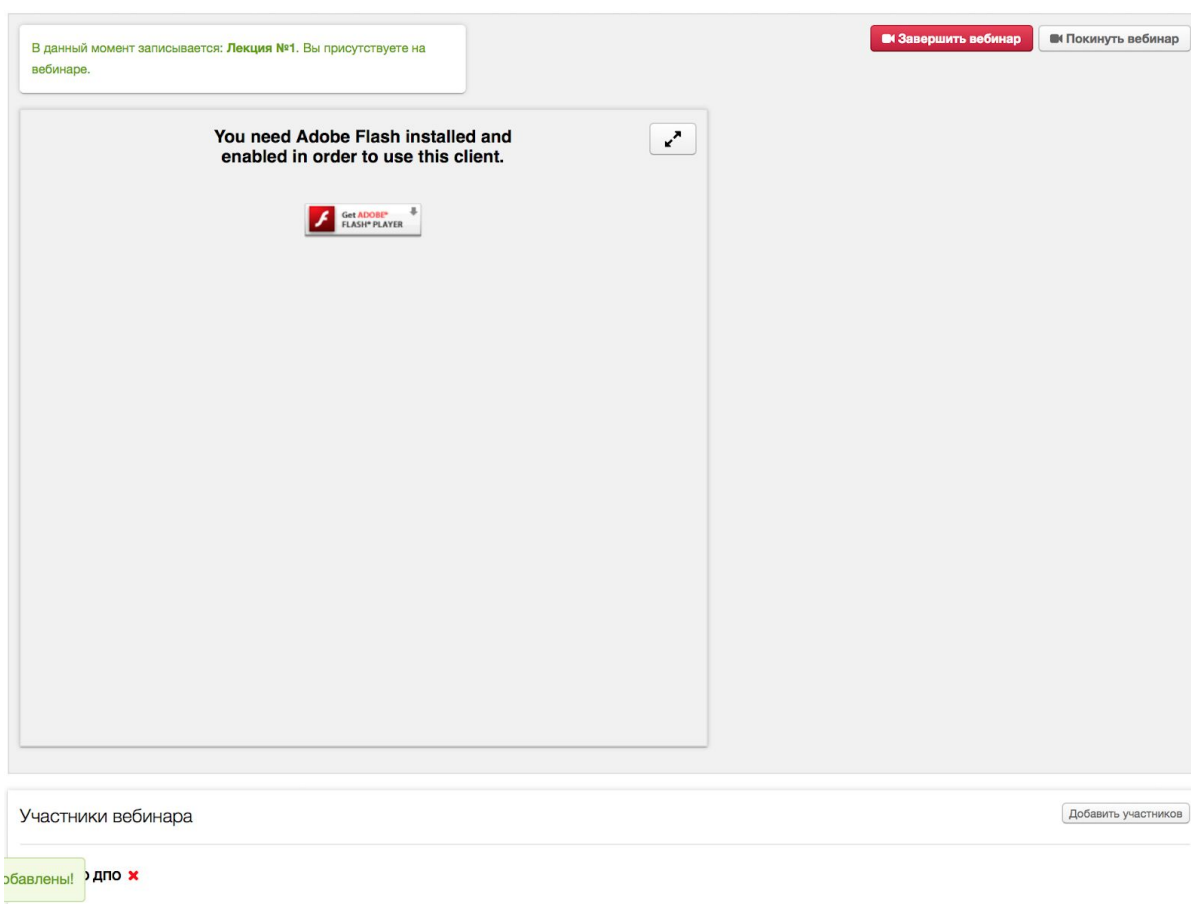 В данный момент записывается: Лекция №1. Вы присутствуете на
вебинаре.
Завершить вебинар
Покинуть вебинар
You need Adobe Flash installed and
enabled in order to use this client.
Get ADOBE®
FLASH® PLAYER
Участники вебинара
Добавить участников
обавлены!
дпо